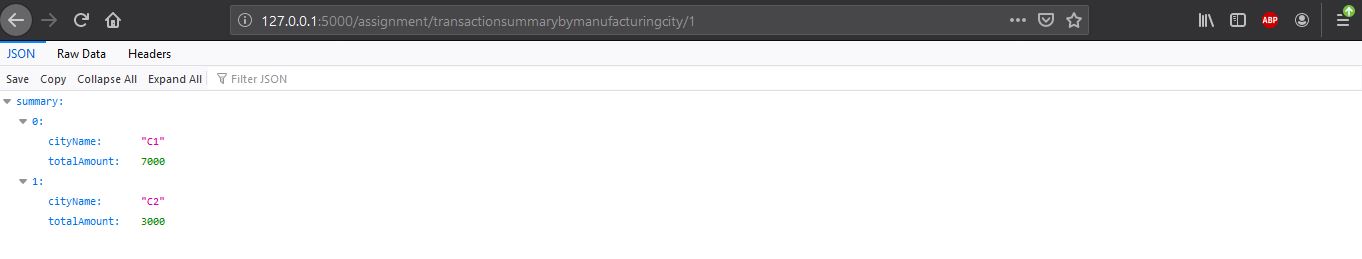 127.0.0.1:5000/assignment/transactionsummarybymanufacturingcity/1
ABP
JSON Raw Data Headers
Save Copy Collapse All Expand All Filter JSON
summary:
0:
cityName: "C1"
totalAmount: 7000
1:
cityName: "C2"
totalAmount: 3000